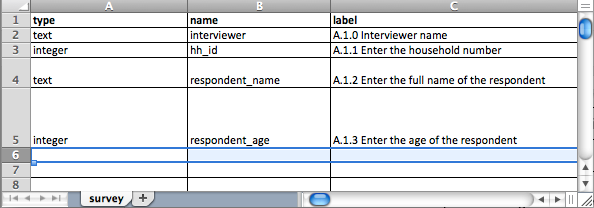 A B C
1 type name label
2 text interviewer A.1.0 Interviewer name
3 integer hh_id A.1.1 Enter the household number
4 text respondent_name A.1.2 Enter the full name of the respondent
5 integer respondent_age A.1.3 Enter the age of the respondent
6
7
8
survey